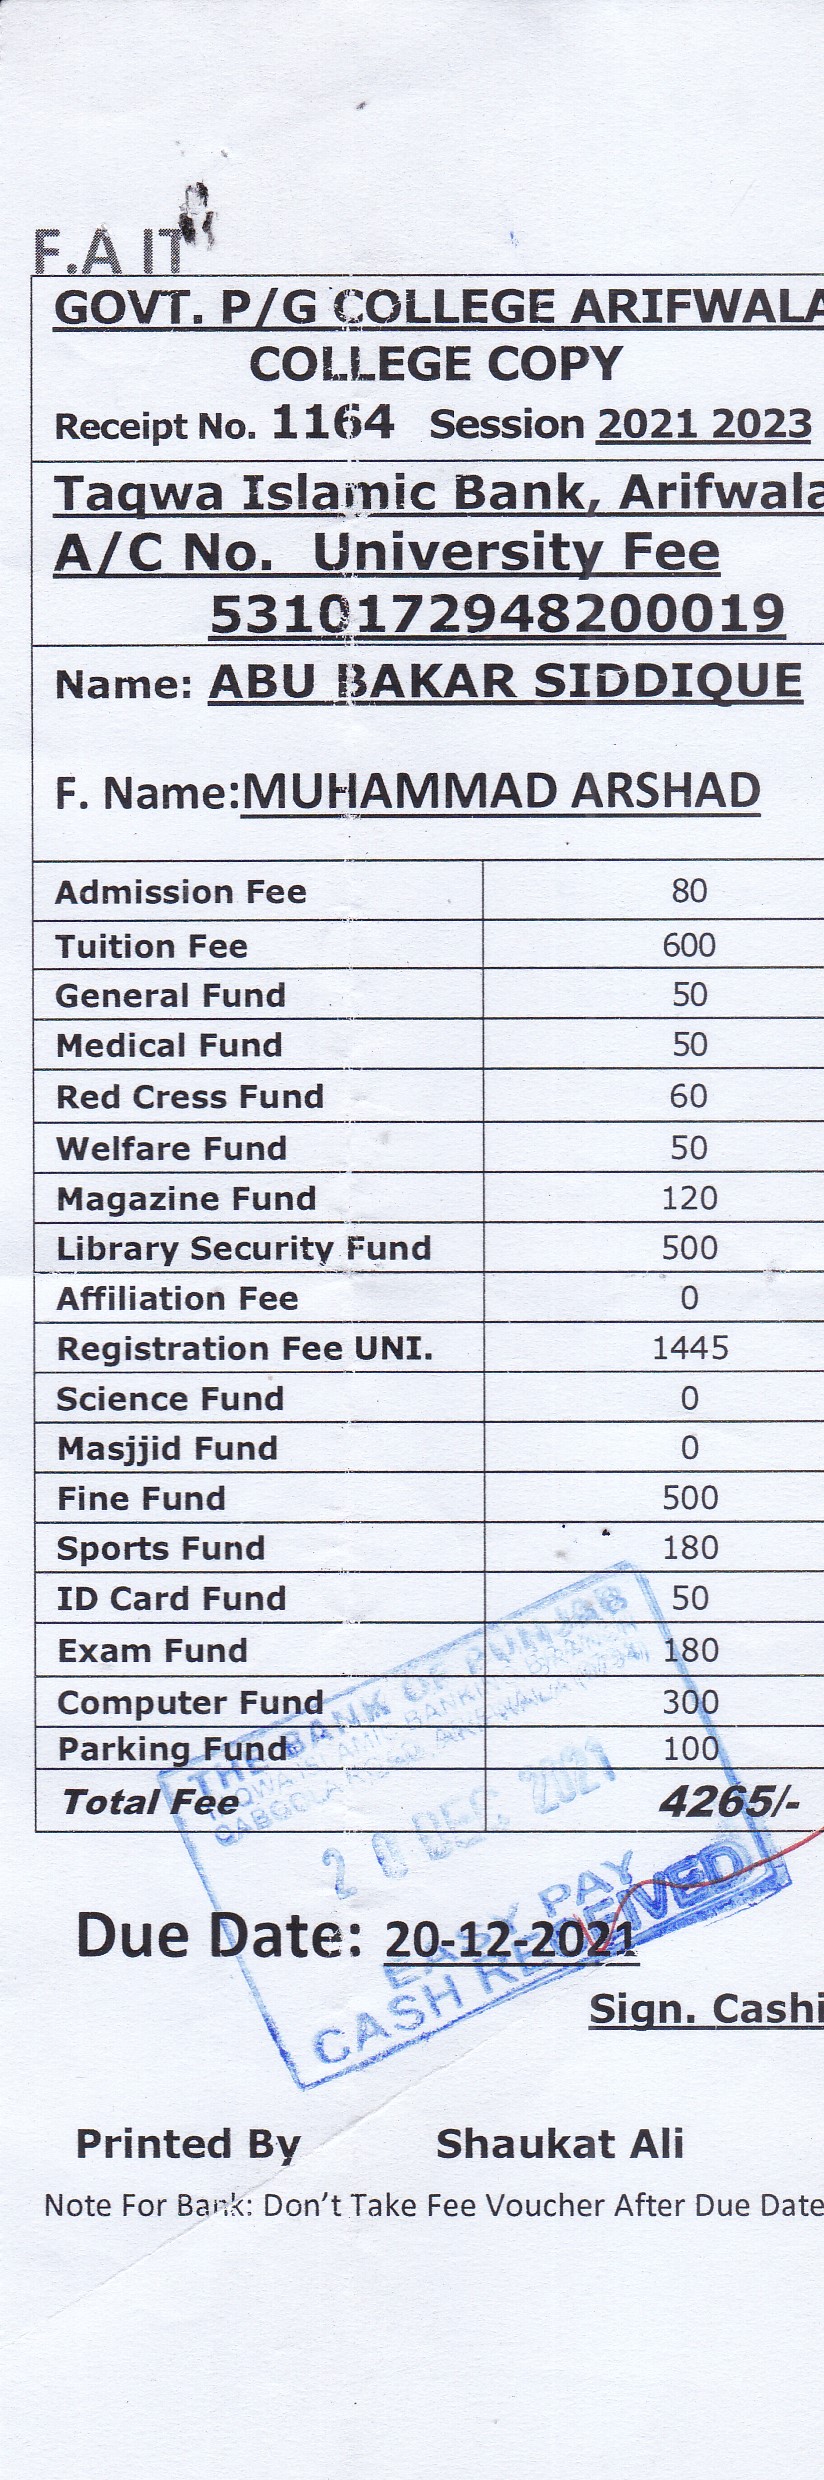 F.A IT
GOVT. P/G COLLEGE ARIFWALA
COLLEGE COPY
Receipt No. 1164 Session 2021 2023
Taqwa Islamic Bank, Arifwala
A/C No. University Fee
5310172948200019
Name: ABU BAKAR SIDDIQUE
F. Name:MUHAMMAD ARSHAD
Admission Fee 80
Tuition Fee 600
General Fund 50
Medical Fund 50
Red Cress Fund 60
Welfare Fund 50
Magazine Fund 120
Library Security Fund 500
Affiliation Fee 0
Registration Fee UNI. 1445
Science Fund 0
Masjjid Fund 0
Fine Fund 500
Sports Fund 180
ID Card Fund 50
Exam Fund 180
Computer Fund 300
Parking Fund 100
Total Fee 4265/-
THE BANK OF PUNJAB
TAQWA ISLAMIC BANKING BRANCH
20 DEC 2021
EASY PAY
CASH RECEIVED
Due Date: 20-12-2021
Sign. Cashi
Printed By Shaukat Ali
Note For Bank: Don't Take Fee Voucher After Due Date